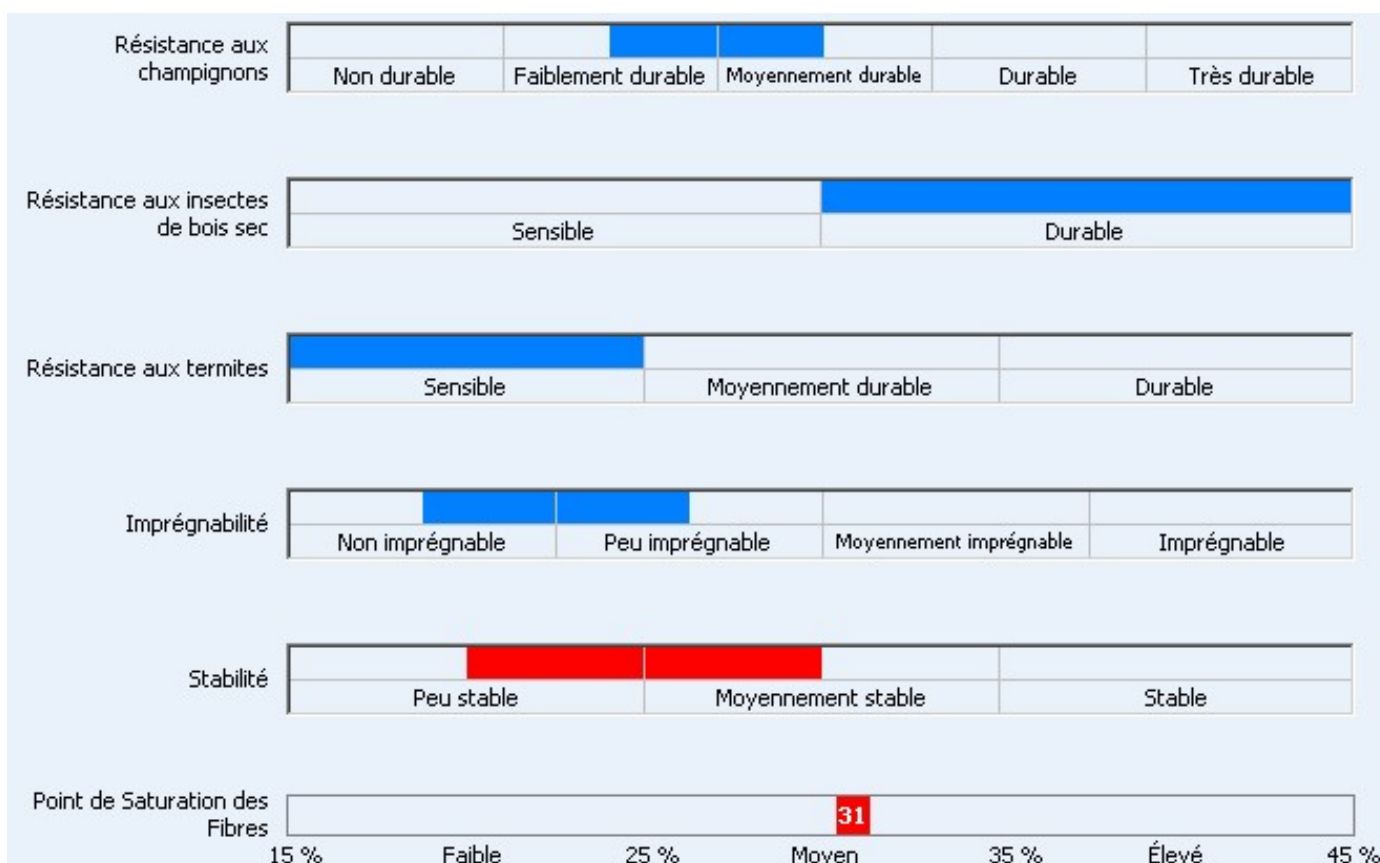 Résistance aux
champignons
Non durable Faiblement durable Moyennement durable Durable Très durable
Résistance aux insectes
de bois sec
Sensible Durable
Résistance aux termites
Sensible Moyennement durable Durable
Imprégnabilité
Non imprégnable Peu imprégnable Moyennement imprégnable Imprégnable
Stabilité
Peu stable Moyennement stable Stable
Point de Saturation des
Fibres
31
15 % Faible 25 % Moyen 35 % Élevé 45 %